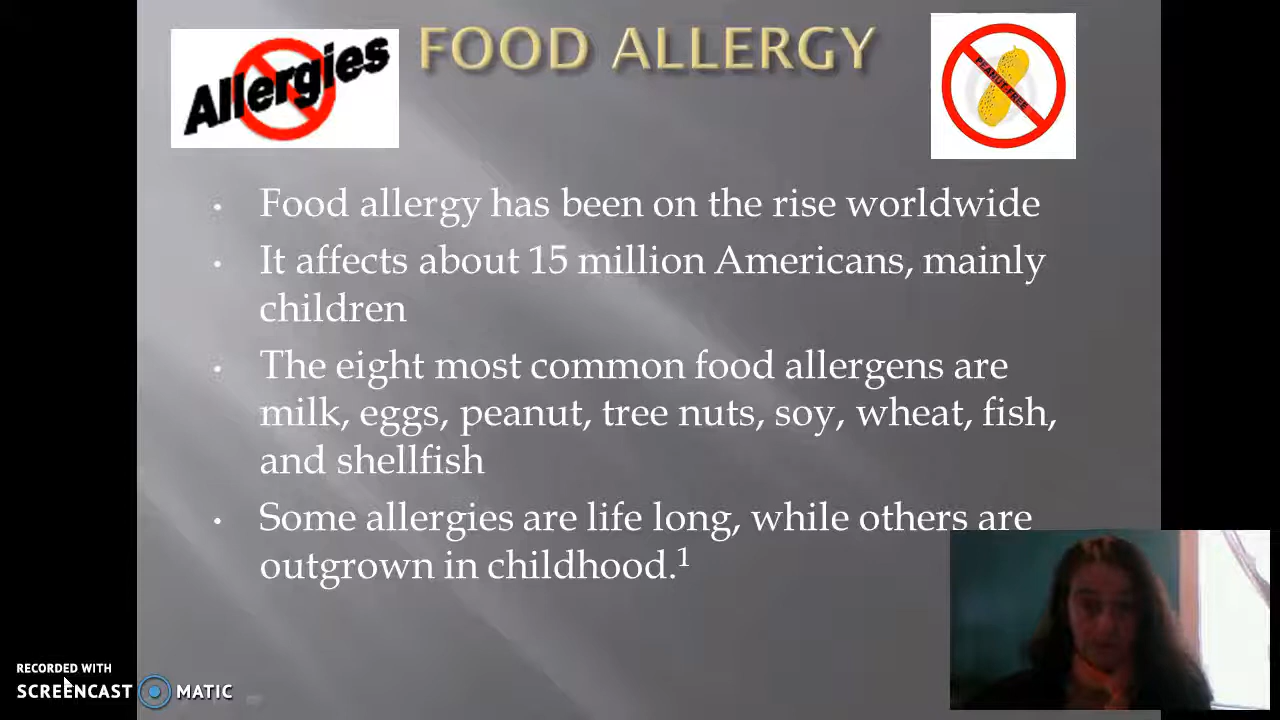 Allergies
FOOD ALLERGY
PEANUT-FREE
• Food allergy has been on the rise worldwide
• It affects about 15 million Americans, mainly
children
• The eight most common food allergens are
milk, eggs, peanut, tree nuts, soy, wheat, fish,
and shellfish
• Some allergies are life long, while others are
outgrown in childhood.¹
RECORDED WITH
SCREENCAST MATIC